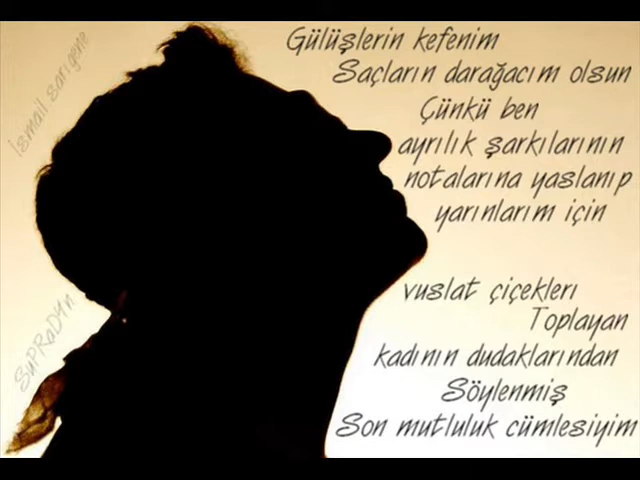 Gülüşlerin kefenim
Saçların darağacım olsun
Çünkü ben
ayrılık şarkılarının
notalarına yaslanıp
yarınlarım için
vuslat çiçekleri
Toplayan
kadının dudaklarından
Söylenmiş
Son mutluluk cümlesiyim
İsmail sarıgene
SuPRaD4n